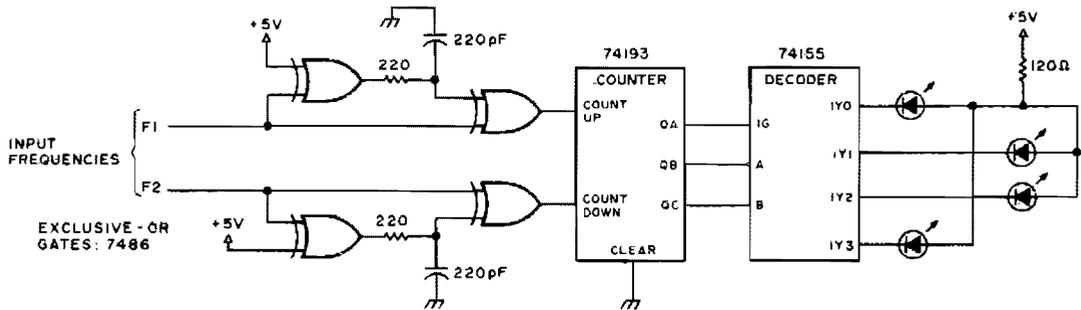 +5V
220pF
220
F1
INPUT
FREQUENCIES
F2
EXCLUSIVE-OR
GATES: 7486
+5V
220
220pF
74193
COUNTER
COUNT
UP
COUNT
DOWN
CLEAR
QA
QB
QC
74155
DECODER
1G
A
B
1Y0
1Y1
1Y2
1Y3
+5V
120Ω